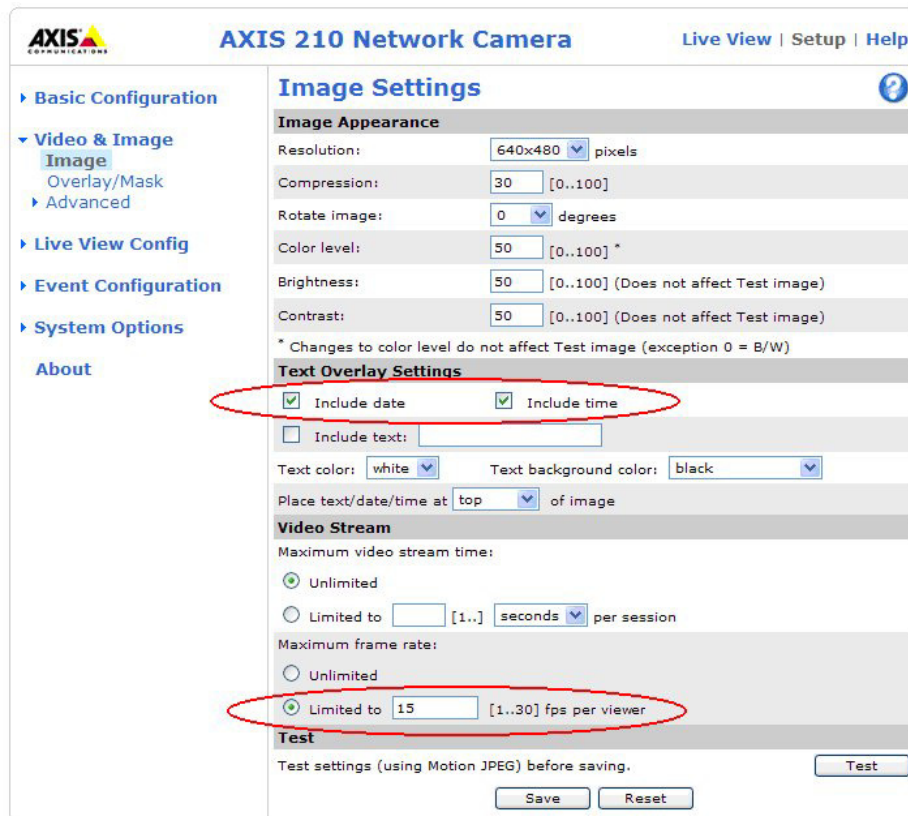 AXIS
COMMUNICATIONS
AXIS 210 Network Camera
Live View | Setup | Help
Basic Configuration
Video & Image
Image
Overlay/Mask
Advanced
Live View Config
Event Configuration
System Options
About
Image Settings
?
Image Appearance
Resolution: 640x480 pixels
Compression: 30 [0..100]
Rotate image: 0 degrees
Color level: 50 [0..100] *
Brightness: 50 [0..100] (Does not affect Test image)
Contrast: 50 [0..100] (Does not affect Test image)
* Changes to color level do not affect Test image (exception 0 = B/W)
Text Overlay Settings
Include date Include time
Include text:
Text color: white Text background color: black
Place text/date/time at top of image
Video Stream
Maximum video stream time:
Unlimited
Limited to [1..] seconds per session
Maximum frame rate:
Unlimited
Limited to 15 [1..30] fps per viewer
Test
Test settings (using Motion JPEG) before saving. Test
Save Reset